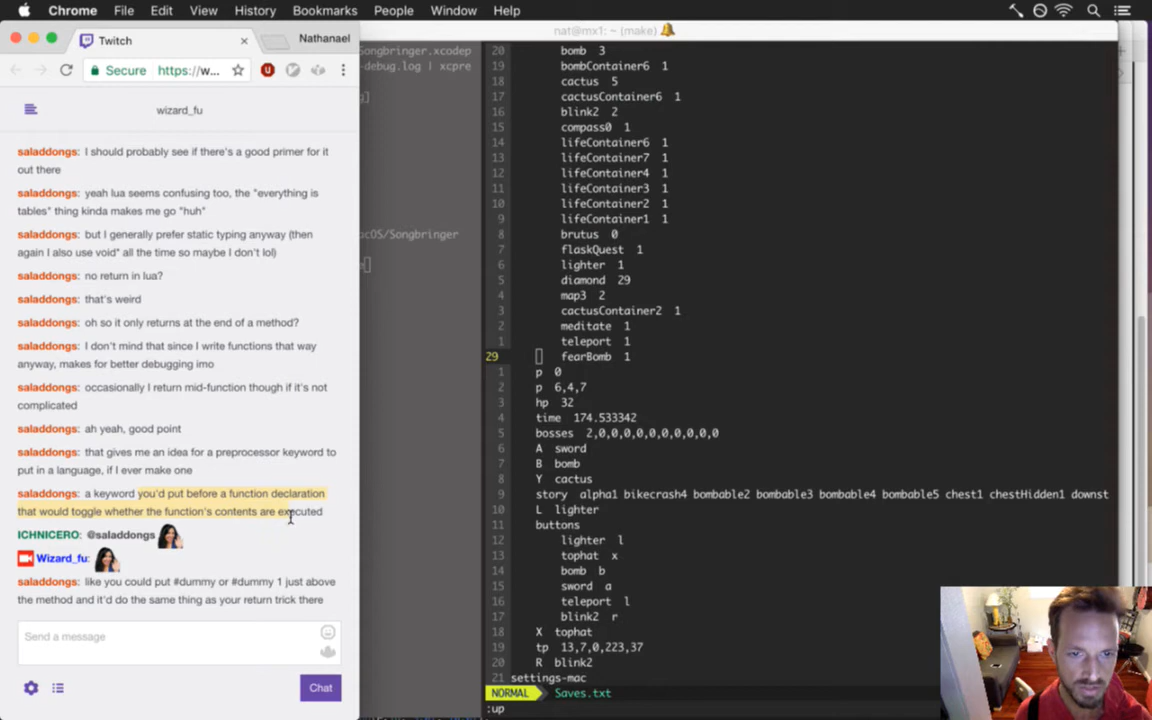 Chrome File Edit View History Bookmarks People Window Help
Twitch
Nathanael
Secure https://w...
wizard_fu
saladdongs: I should probably see if there's a good primer for it
out there
saladdongs: yeah lua seems confusing too, the "everything is
tables" thing kinda makes me go "huh"
saladdongs: but I generally prefer static typing anyway (then
again I also use void* all the time so maybe I don't lol)
saladdongs: no return in lua?
saladdongs: that's weird
saladdongs: oh so it only returns at the end of a method?
saladdongs: I don't mind that since I write functions that way
anyway, makes for better debugging imo
saladdongs: occasionally I return mid-function though if it's not
complicated
saladdongs: ah yeah, good point
saladdongs: that gives me an idea for a preprocessor keyword to
put in a language, if I ever make one
saladdongs: a keyword you'd put before a function declaration
that would toggle whether the function's contents are executed
ICHNICERO: @saladdongs
Wizard_fu:
saladdongs: like you could put #dummy or #dummy 1 just above
the method and it'd do the same thing as your return trick there
Send a message
Chat
Songbringer.xcodep
-debug.log | xcpre
acOS/Songbringer
nat@mx1: ~ (make)
20 bomb 3
19 bombContainer6 1
18 cactus 5
17 cactusContainer6 1
16 blink2 2
15 compass0 1
14 lifeContainer6 1
13 lifeContainer7 1
12 lifeContainer4 1
11 lifeContainer3 1
10 lifeContainer2 1
9 lifeContainer1 1
8 brutus 0
7 flaskQuest 1
6 lighter 1
5 diamond 29
4 map3 2
3 cactusContainer2 1
2 meditate 1
1 teleport 1
29 fearBomb 1
1 p 0
2 p 6,4,7
3 hp 32
4 time 174.533342
5 bosses 2,0,0,0,0,0,0,0,0,0
6 A sword
7 B bomb
8 Y cactus
9 story alpha1 bikecrash4 bombable2 bombable3 bombable4 bombable5 chest1 chestHidden1 downst
10 L lighter
11 buttons
12 lighter l
13 tophat x
14 bomb b
15 sword a
16 teleport l
17 blink2 r
18 X tophat
19 tp 13,7,0,223,37
20 R blink2
21 settings-mac
NORMAL Saves.txt
:up